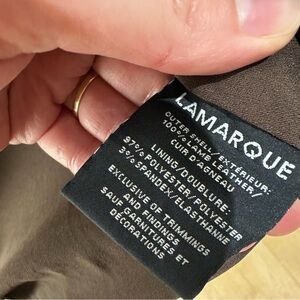 LAMARQUE
OUTER SHELL/EXTÉRIEUR:
100% LAMB LEATHER/
CUIR D'AGNEAU
LINING/DOUBLURE:
97% POLYESTER/POLYESTER
3% SPANDEX/ELASTHANNE
EXCLUSIVE OF TRIMMINGS
AND FINDINGS
SAUF GARNITURES ET
DÉCORATIONS